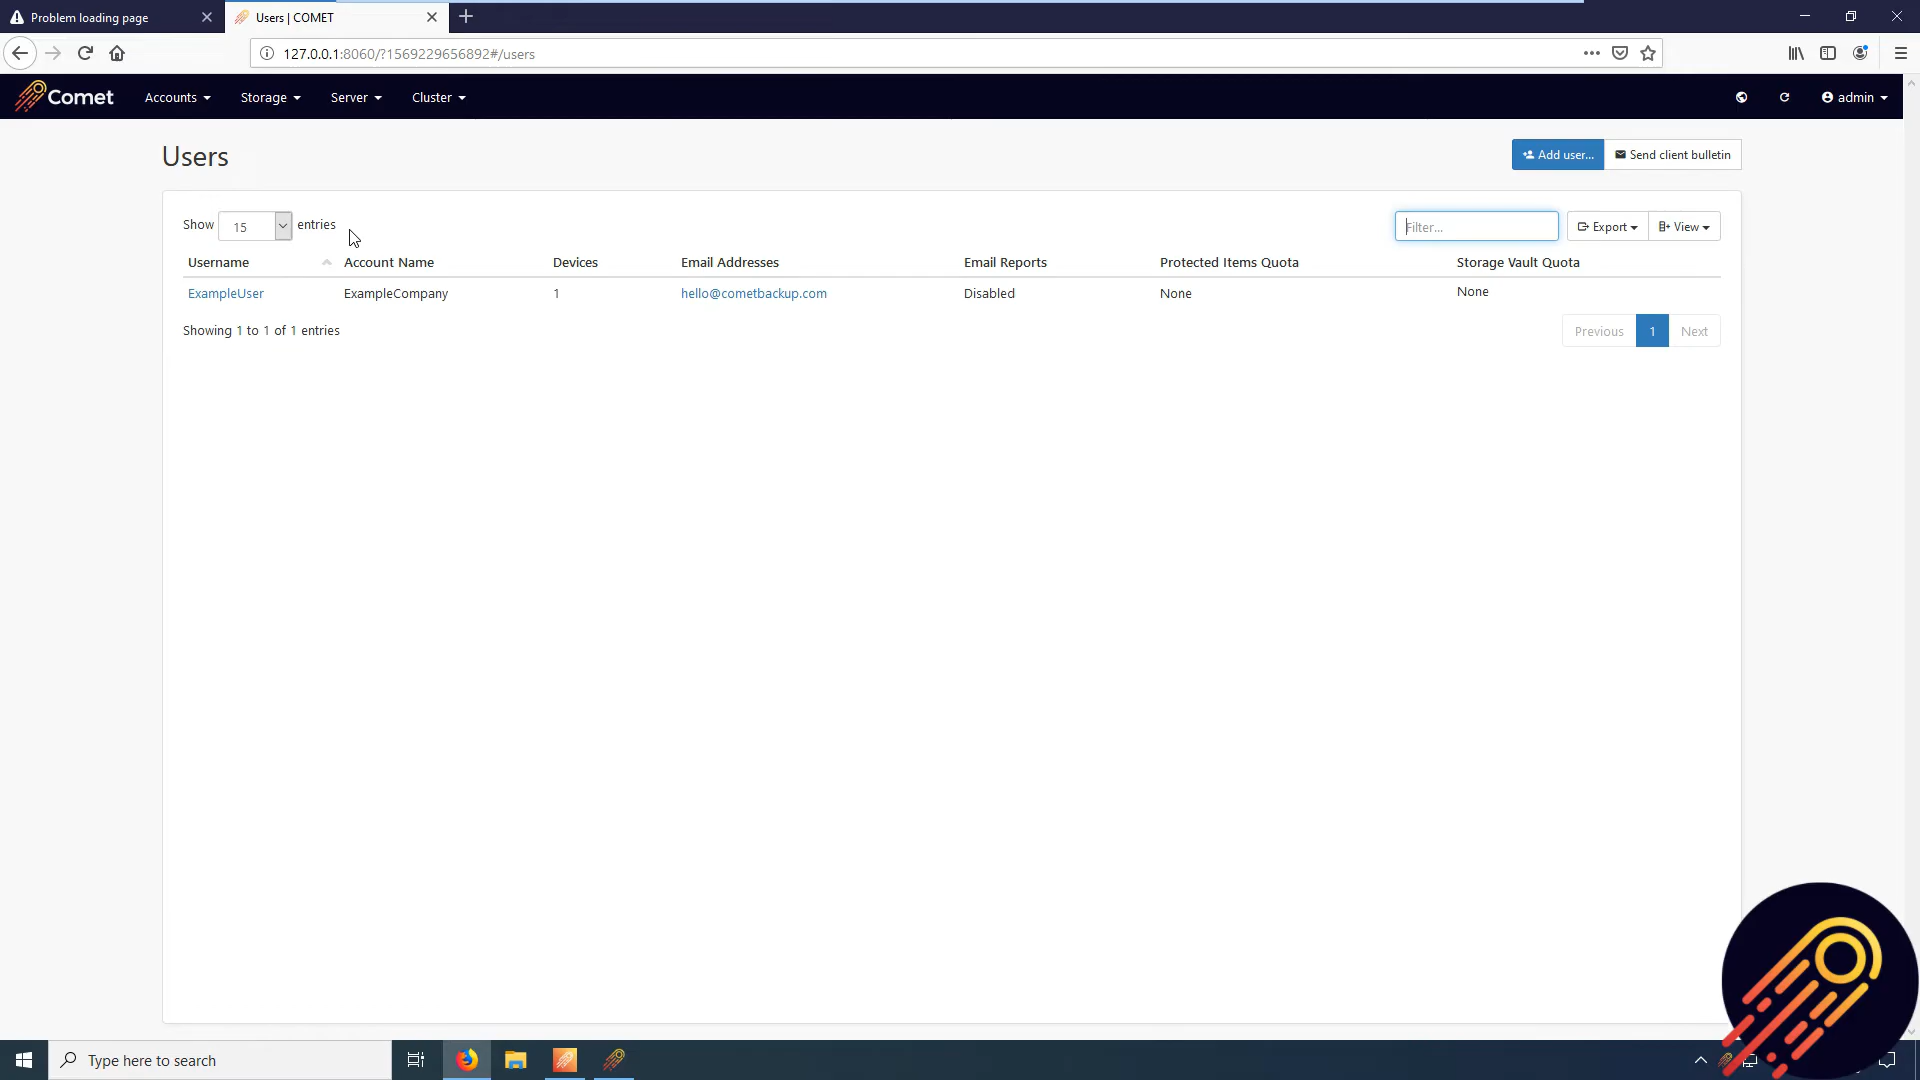 Problem loading page
Users | COMET
127.0.0.1:8060/?1569229656892#/users
Comet
Accounts
Storage
Server
Cluster
admin
Users
Add user...
Send client bulletin
Show 15 entries
Filter...
Export
View
Username Account Name Devices Email Addresses Email Reports Protected Items Quota Storage Vault Quota
ExampleUser ExampleCompany 1 hello@cometbackup.com Disabled None None
Showing 1 to 1 of 1 entries
Previous 1 Next
Type here to search